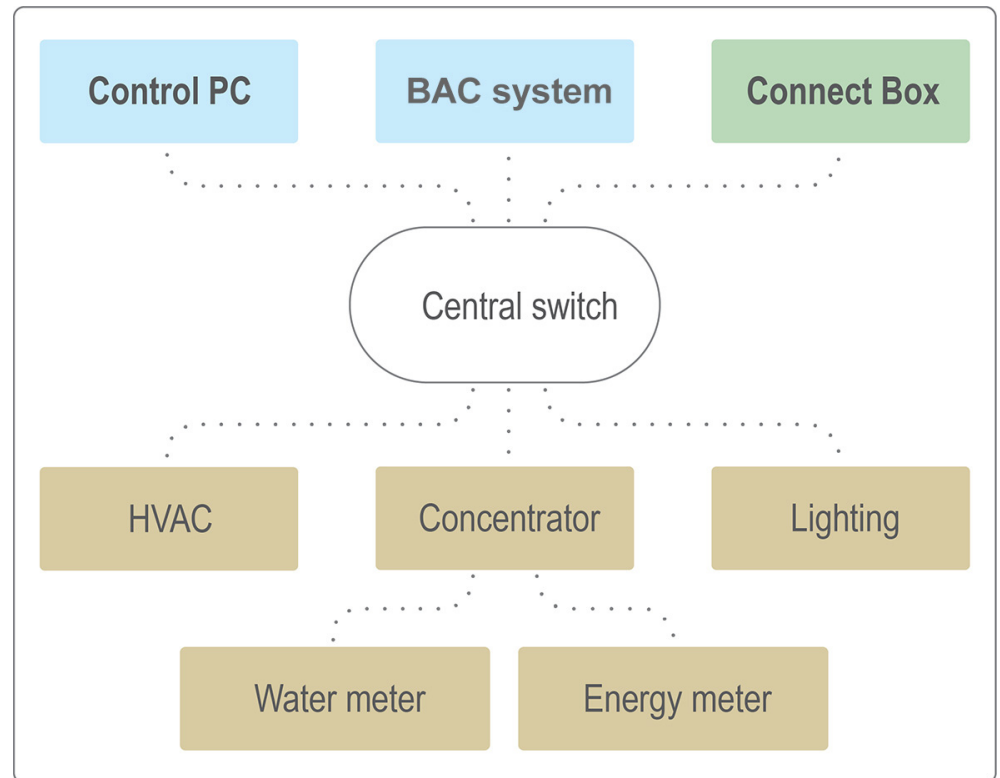 Control PC
BAC system
Connect Box
Central switch
HVAC
Concentrator
Lighting
Water meter
Energy meter